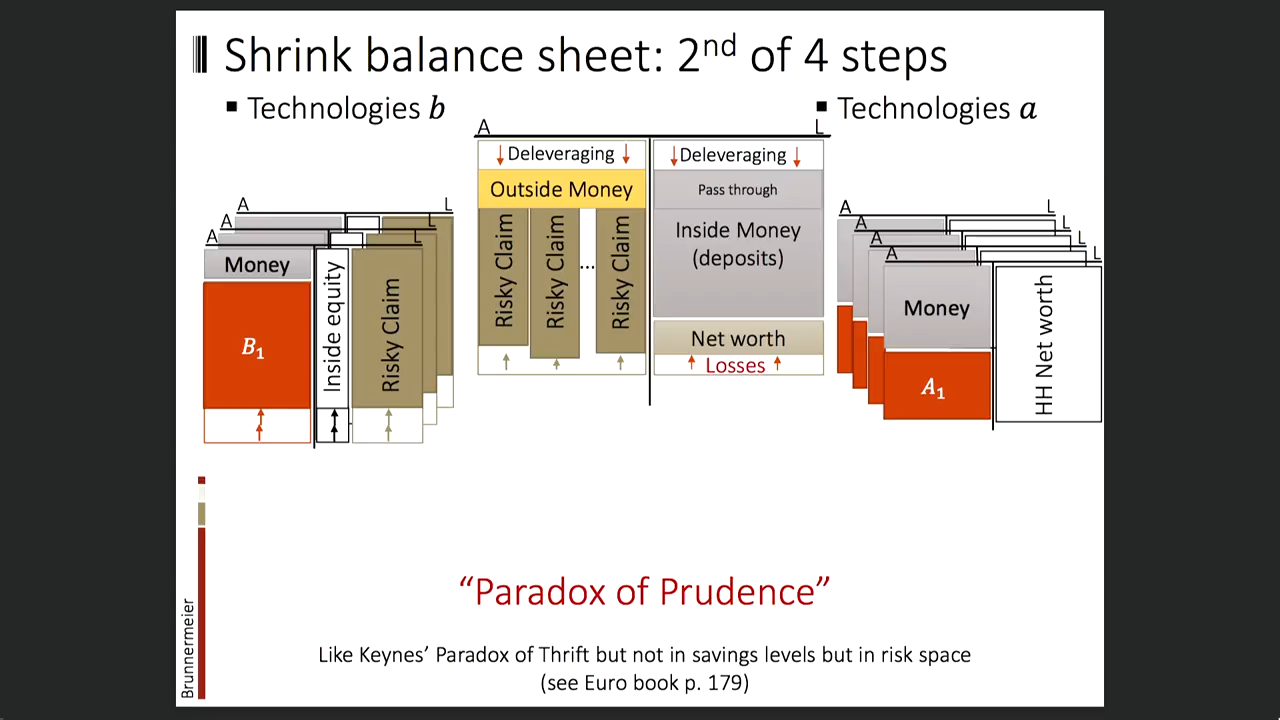 Shrink balance sheet: 2nd of 4 steps
▪ Technologies b
▪ Technologies a
A L
↓ Deleveraging ↓
↓ Deleveraging ↓
Outside Money
Pass through
Risky Claim
Risky Claim
...
Risky Claim
Inside Money
(deposits)
Net worth
Losses
A L
A L
A L
Money
B₁
Inside equity
Risky Claim
A L
A L
A L
A L
Money
A₁
HH Net worth
“Paradox of Prudence”
Like Keynes’ Paradox of Thrift but not in savings levels but in risk space
(see Euro book p. 179)
Brunnermeier